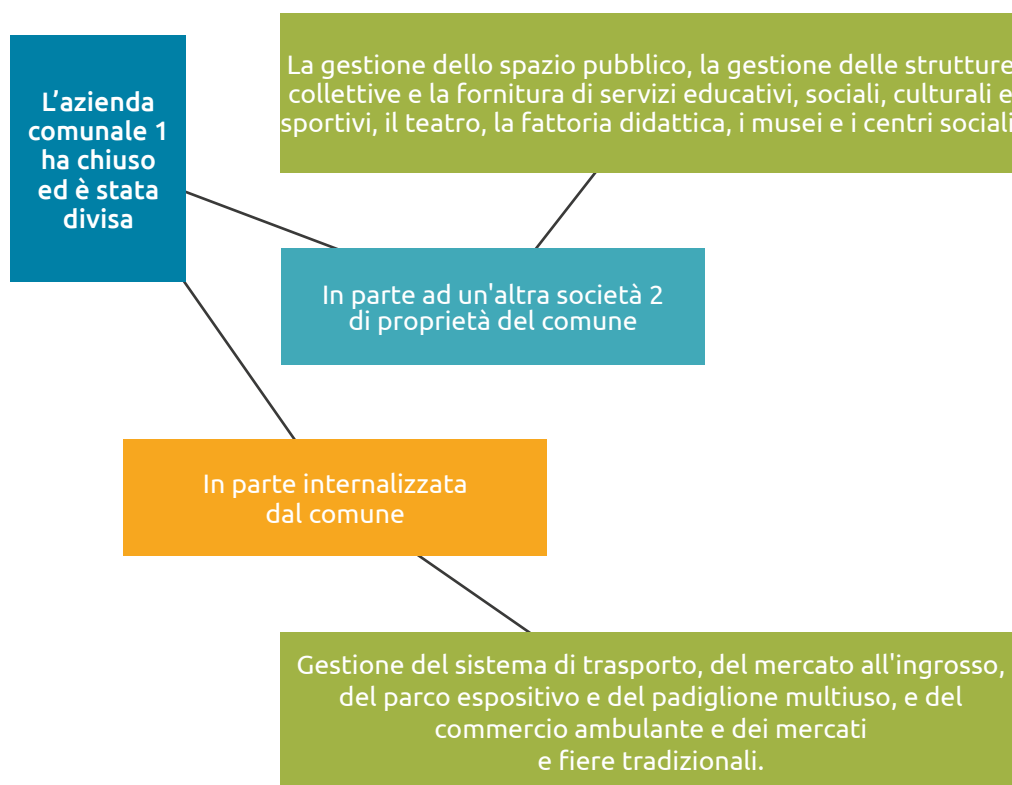 L'azienda
comunale 1
ha chiuso
ed è stata
divisa
La gestione dello spazio pubblico, la gestione delle strutture
collettive e la fornitura di servizi educativi, sociali, culturali e
sportivi, il teatro, la fattoria didattica, i musei e i centri sociali
In parte ad un'altra società 2
di proprietà del comune
In parte internalizzata
dal comune
Gestione del sistema di trasporto, del mercato all'ingrosso,
del parco espositivo e del padiglione multiuso, e del
commercio ambulante e dei mercati
e fiere tradizionali.